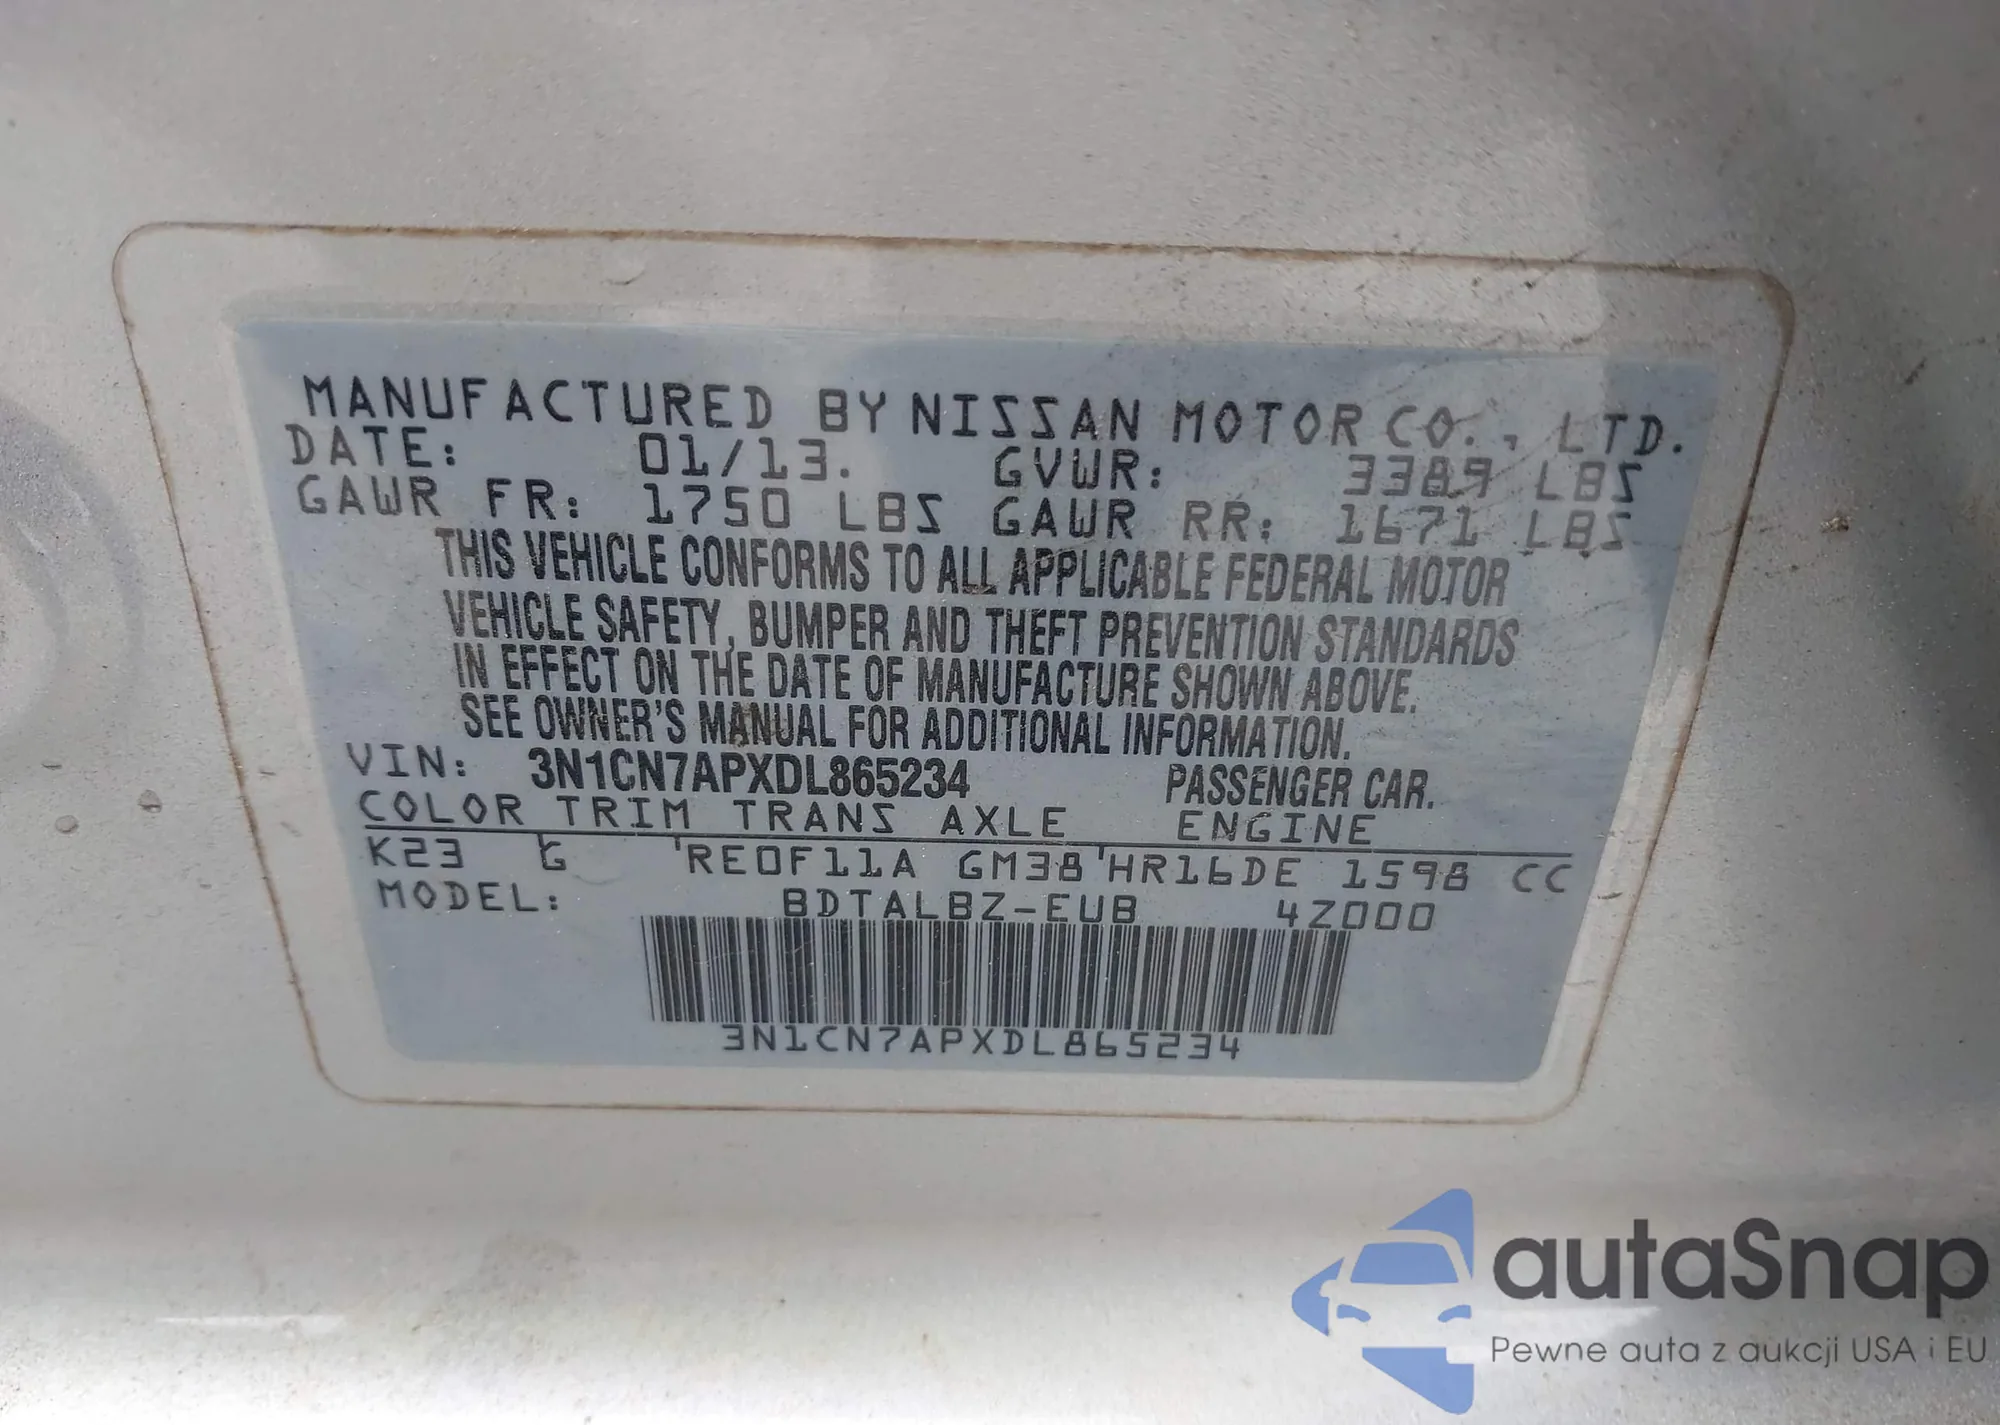 MANUFACTURED BY NISSAN MOTOR CO., LTD.
DATE: 01/13. GVWR: 3389 LBS
GAWR FR: 1750 LBS GAWR RR: 1671 LBS
THIS VEHICLE CONFORMS TO ALL APPLICABLE FEDERAL MOTOR
VEHICLE SAFETY, BUMPER AND THEFT PREVENTION STANDARDS
IN EFFECT ON THE DATE OF MANUFACTURE SHOWN ABOVE.
SEE OWNER'S MANUAL FOR ADDITIONAL INFORMATION.
VIN: 3N1CN7APXDL865234 PASSENGER CAR.
COLOR TRIM TRANS AXLE ENGINE
K23 G 'RE0F11A GM38'HR16DE 1598 CC
MODEL: BDTALBZ-EUB 4Z000
3N1CN7APXDL865234
autaSnap
Pewne auta z aukcji USA i EU